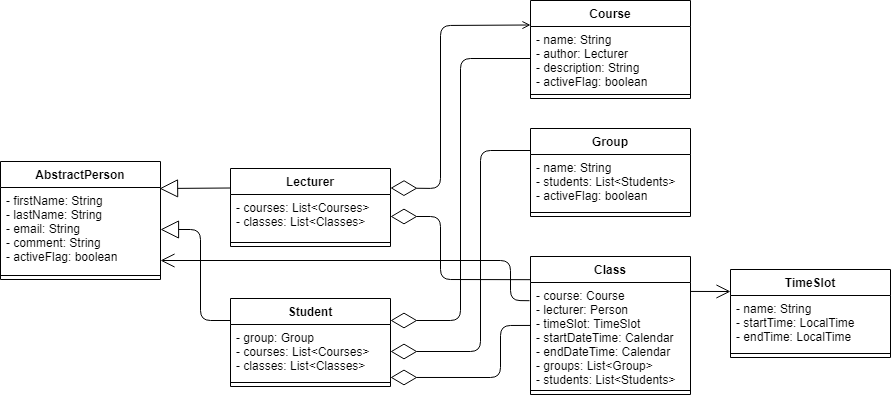 Course
- name: String
- author: Lecturer
- description: String
- activeFlag: boolean
Group
- name: String
- students: List<Students>
- activeFlag: boolean
AbstractPerson
- firstName: String
- lastName: String
- email: String
- comment: String
- activeFlag: boolean
Lecturer
- courses: List<Courses>
- classes: List<Classes>
Class
- course: Course
- lecturer: Person
- timeSlot: TimeSlot
- startDateTime: Calendar
- endDateTime: Calendar
- groups: List<Group>
- students: List<Students>
TimeSlot
- name: String
- startTime: LocalTime
- endTime: LocalTime
Student
- group: Group
- courses: List<Courses>
- classes: List<Classes>